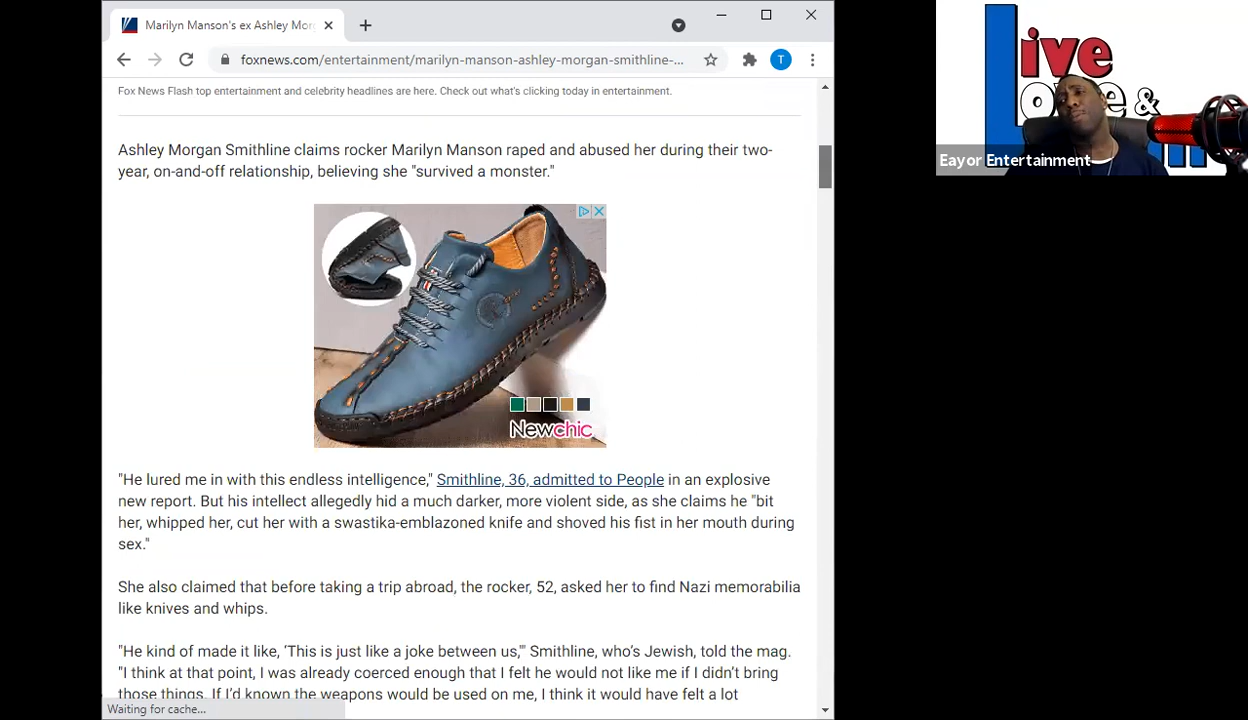 Marilyn Manson's ex Ashley Mor
foxnews.com/entertainment/marilyn-manson-ashley-morgan-smithline-...
T
Fox News Flash top entertainment and celebrity headlines are here. Check out what's clicking today in entertainment.
Ashley Morgan Smithline claims rocker Marilyn Manson raped and abused her during their two-
year, on-and-off relationship, believing she "survived a monster."
Newchic
"He lured me in with this endless intelligence," Smithline, 36, admitted to People in an explosive
new report. But his intellect allegedly hid a much darker, more violent side, as she claims he "bit
her, whipped her, cut her with a swastika-emblazoned knife and shoved his fist in her mouth during
sex."
She also claimed that before taking a trip abroad, the rocker, 52, asked her to find Nazi memorabilia
like knives and whips.
"He kind of made it like, ‘This is just like a joke between us,'" Smithline, who’s Jewish, told the mag.
"I think at that point, I was already coerced enough that I felt he would not like me if I didn’t bring
those things. If I’d known the weapons would be used on me, I think it would have felt a lot
Waiting for cache...
Live
&
Eayor Entertainment